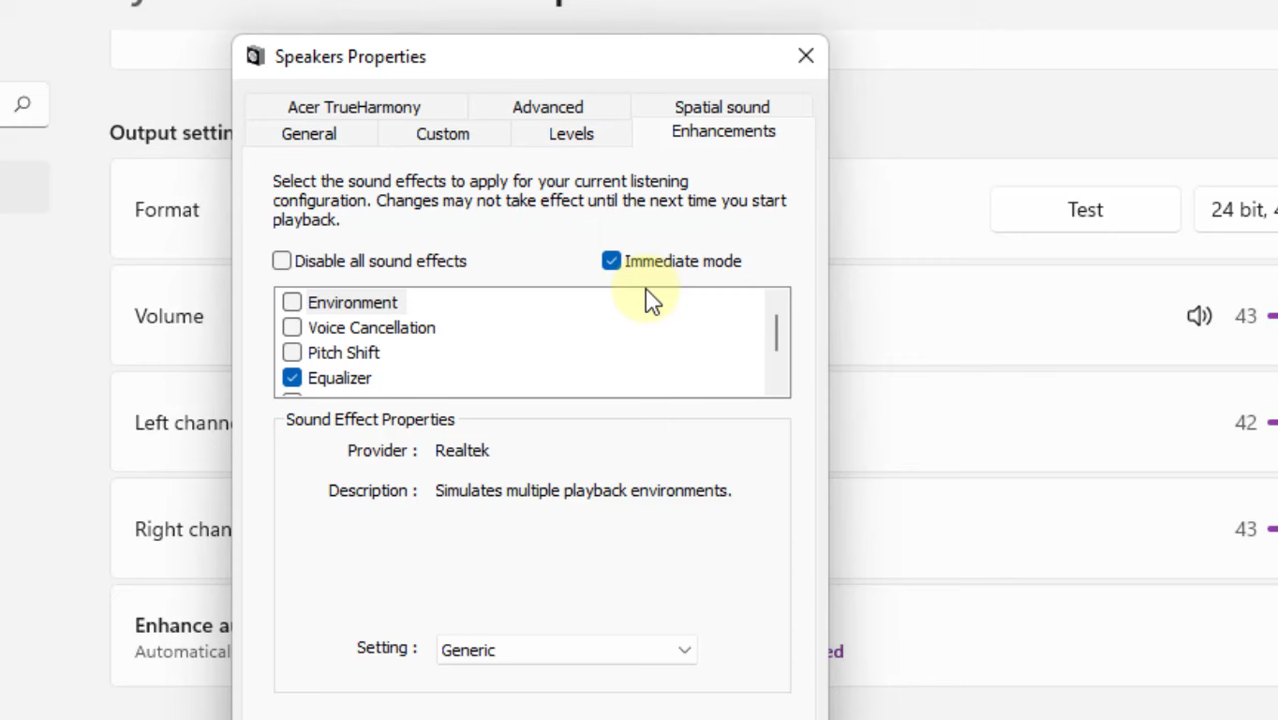 Speakers Properties
Acer TrueHarmony
Advanced
Spatial sound
General
Custom
Levels
Enhancements
Select the sound effects to apply for your current listening
configuration. Changes may not take effect until the next time you start
playback.
Disable all sound effects
Immediate mode
Environment
Voice Cancellation
Pitch Shift
Equalizer
Sound Effect Properties
Provider : Realtek
Description : Simulates multiple playback environments.
Setting : Generic
Output settin
Format
Test
24 bit, 4
Volume
43
Left chann
42
Right chan
43
Enhance a
Automatical
ed